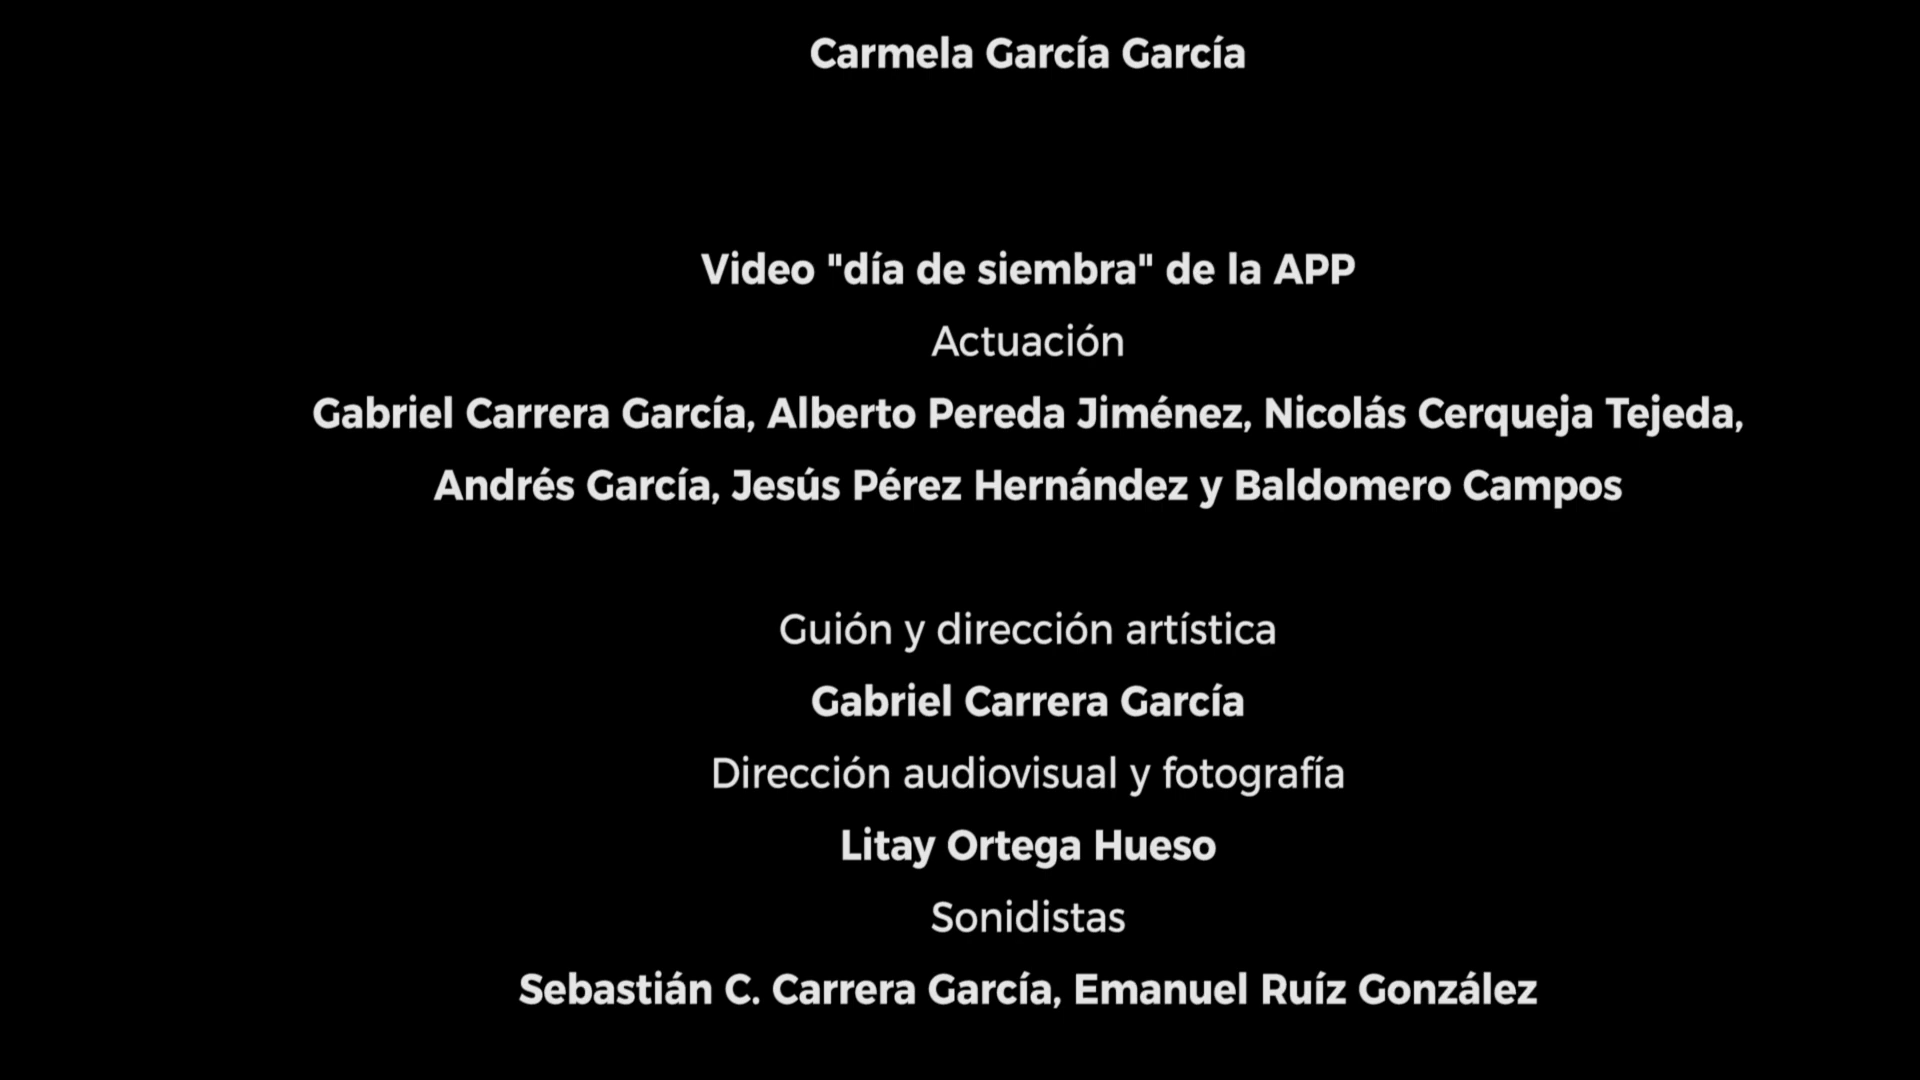 Carmela García García
Video "día de siembra" de la APP
Actuación
Gabriel Carrera García, Alberto Pereda Jiménez, Nicolás Cerqueja Tejeda,
Andrés García, Jesús Pérez Hernández y Baldomero Campos
Guión y dirección artística
Gabriel Carrera García
Dirección audiovisual y fotografía
Litay Ortega Hueso
Sonidistas
Sebastián C. Carrera García, Emanuel Ruíz González